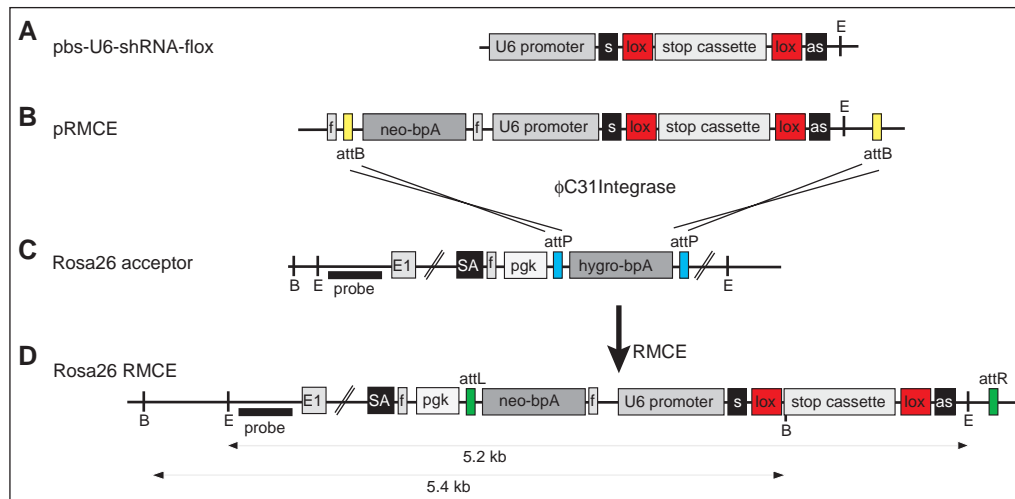 A
pbs-U6-shRNA-flox
U6 promoter s lox stop cassette lox as E
B
pRMCE
f neo-bpA f U6 promoter s lox stop cassette lox as E
attB attB
ϕC31Integrase
C
Rosa26 acceptor
attP attP
B E E1 SA f pgk hygro-bpA E
probe
RMCE
D
Rosa26 RMCE
attL attR
B E E1 SA f pgk neo-bpA f U6 promoter s lox stop cassette lox as E
probe B
5.2 kb
5.4 kb